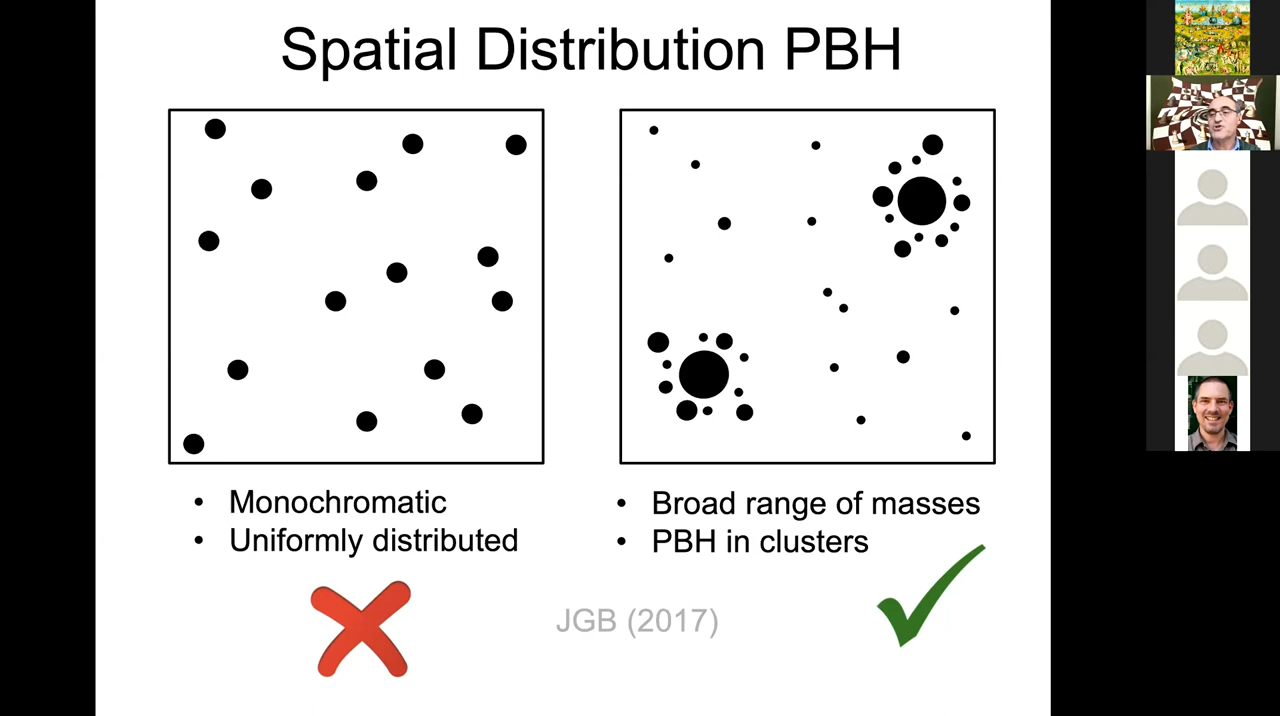 Spatial Distribution PBH
• Monochromatic
• Uniformly distributed
• Broad range of masses
• PBH in clusters
JGB (2017)